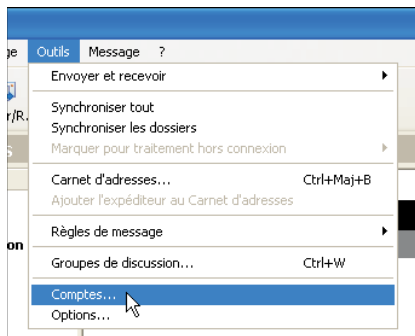 ge Outils Message ?
Envoyer et recevoir
r/R.
Synchroniser tout
Synchroniser les dossiers
S
Marquer pour traitement hors connexion
Carnet d'adresses... Ctrl+Maj+B
Ajouter l'expéditeur au Carnet d'adresses
Règles de message
on
Groupes de discussion... Ctrl+W
Comptes...
Options...